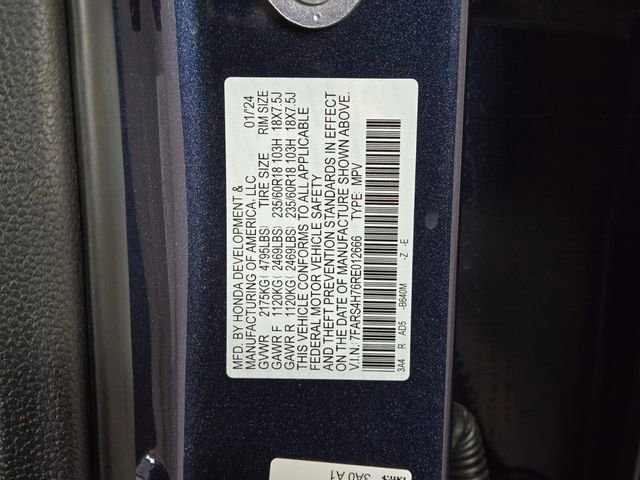 MFD. BY HONDA DEVELOPMENT &
MANUFACTURING OF AMERICA, LLC 01/'24
GVWR 2175KG( 4795LBS) TIRE SIZE RIM SIZE
GAWR F 1120KG( 2469LBS) 235/60R18 103H 18X7.5J
GAWR R 1120KG( 2469LBS) 235/60R18 103H 18X7.5J
THIS VEHICLE CONFORMS TO ALL APPLICABLE
FEDERAL MOTOR VEHICLE SAFETY
AND THEFT PREVENTION STANDARDS IN EFFECT
ON THE DATE OF MANUFACTURE SHOWN ABOVE.
V.I.N: 7FARS4H76RE012666 TYPE: MPV
3A4 R AD5 -B640M -Z -E
3A0 A1